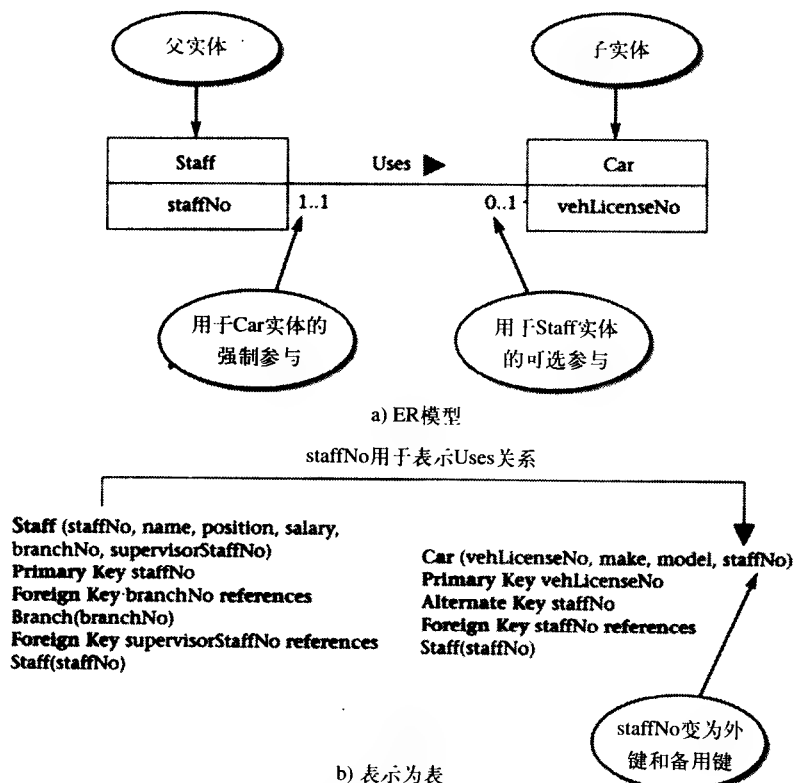 父实体
子实体
Staff
Uses
Car
staffNo
1..1
0..1
vehLicenseNo
用于Car实体的
强制参与
用于Staff实体
的可选参与
a) ER模型
staffNo用于表示Uses关系
Staff (staffNo, name, position, salary,
branchNo, supervisorStaffNo)
Primary Key staffNo
Foreign Key branchNo references
Branch(branchNo)
Foreign Key supervisorStaffNo references
Staff(staffNo)
Car (vehLicenseNo, make, model, staffNo)
Primary Key vehLicenseNo
Alternate Key staffNo
Foreign Key staffNo references
Staff(staffNo)
staffNo变为外
键和备用键
b) 表示为表